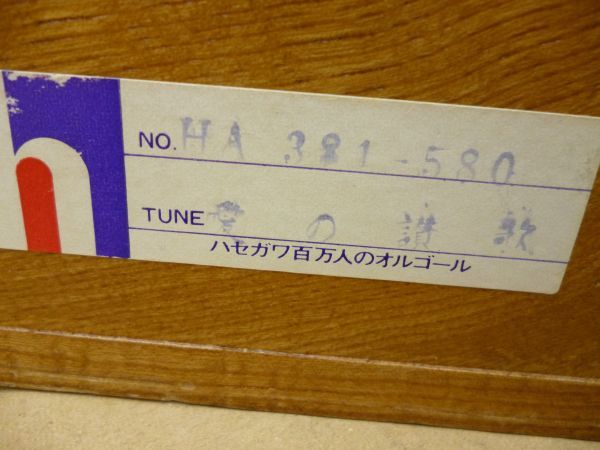 NO. HA 381-580
TUNE 愛の讃歌
ハセガワ百万人のオルゴール